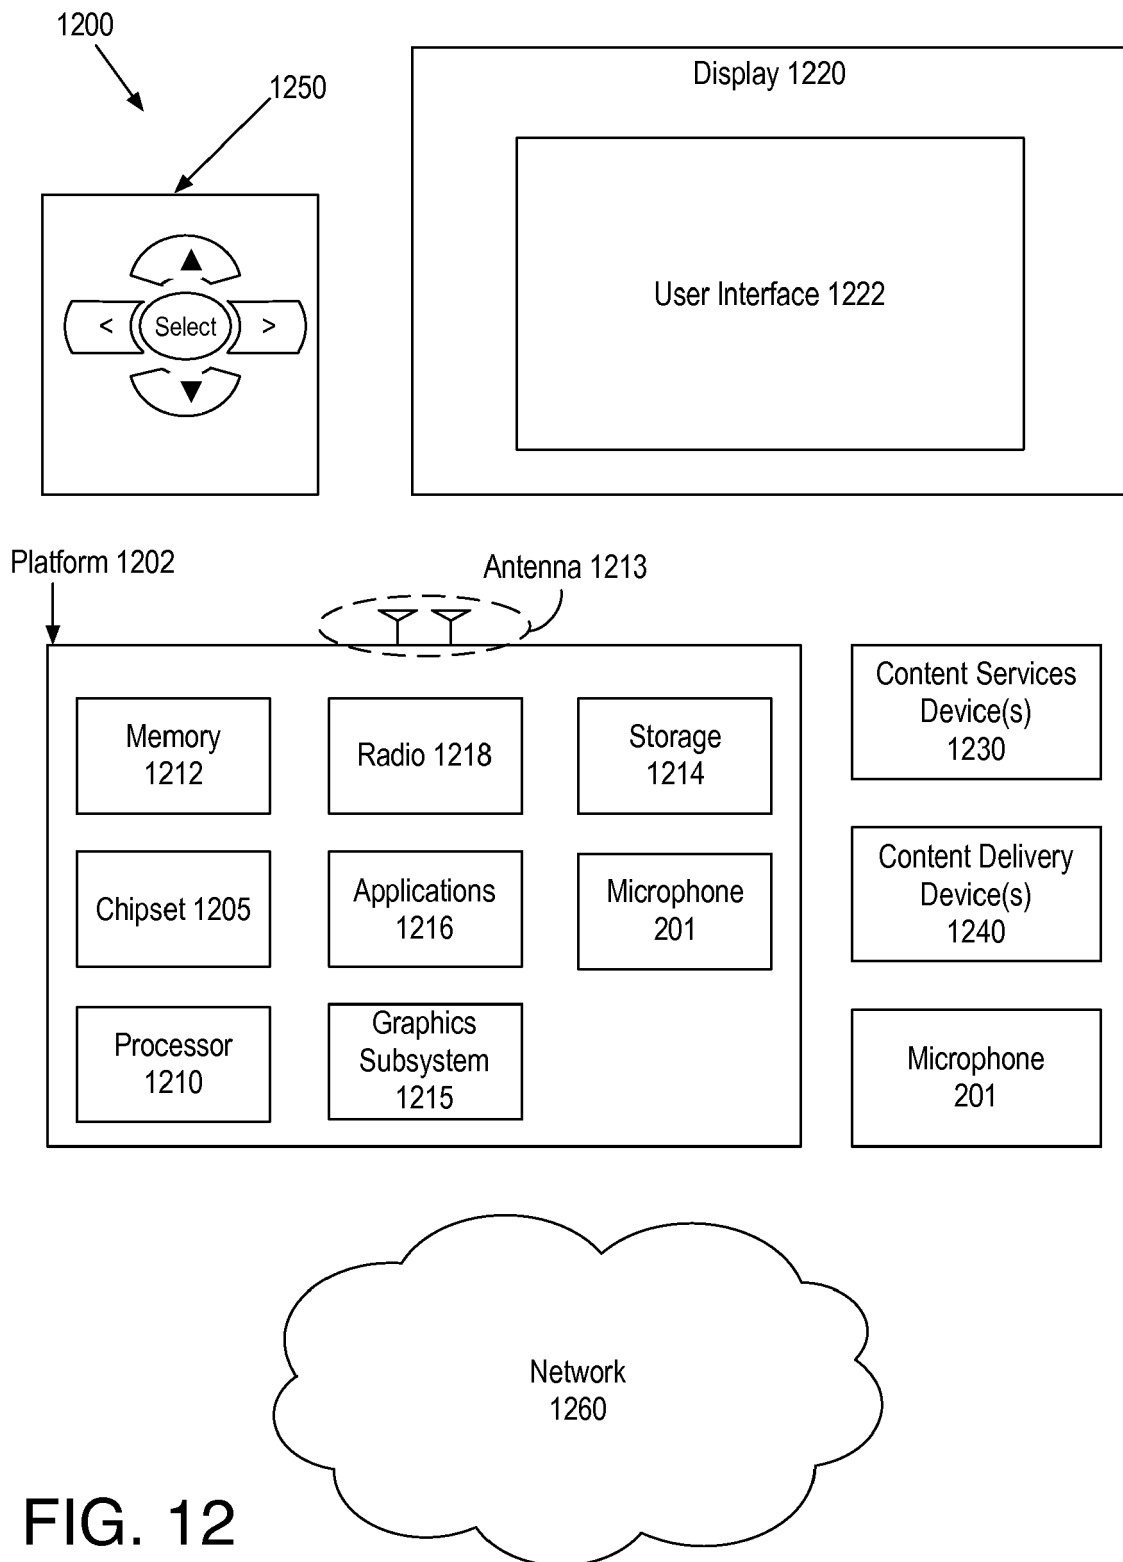 1200
1250
Display 1220
User Interface 1222
▲
< Select >
▼
Platform 1202
Antenna 1213
Memory
1212
Radio 1218
Storage
1214
Content Services
Device(s)
1230
Chipset 1205
Applications
1216
Microphone
201
Content Delivery
Device(s)
1240
Processor
1210
Graphics
Subsystem
1215
Microphone
201
Network
1260
FIG. 12